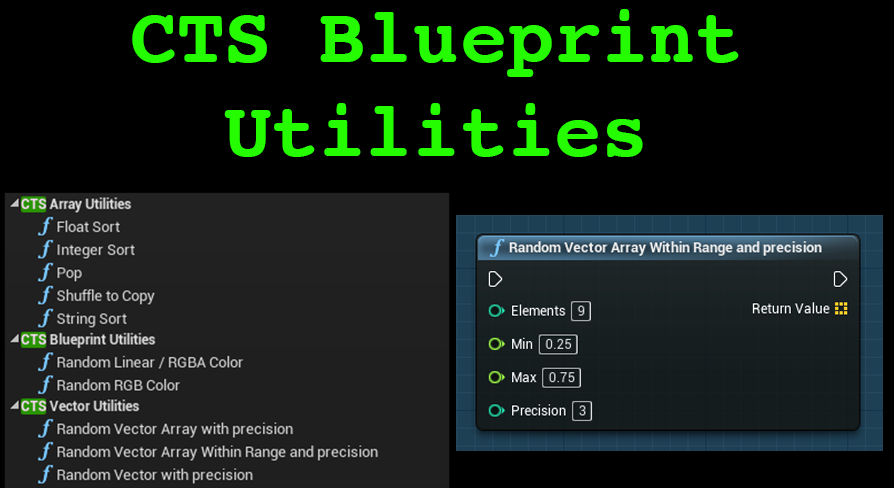 CTS Blueprint
Utilities
CTS Array Utilities
f Float Sort
f Integer Sort
f Pop
f Shuffle to Copy
f String Sort
CTS Blueprint Utilities
f Random Linear / RGBA Color
f Random RGB Color
CTS Vector Utilities
f Random Vector Array with precision
f Random Vector Array Within Range and precision
f Random Vector with precision
f Random Vector Array Within Range and precision
Elements 9
Return Value
Min 0.25
Max 0.75
Precision 3